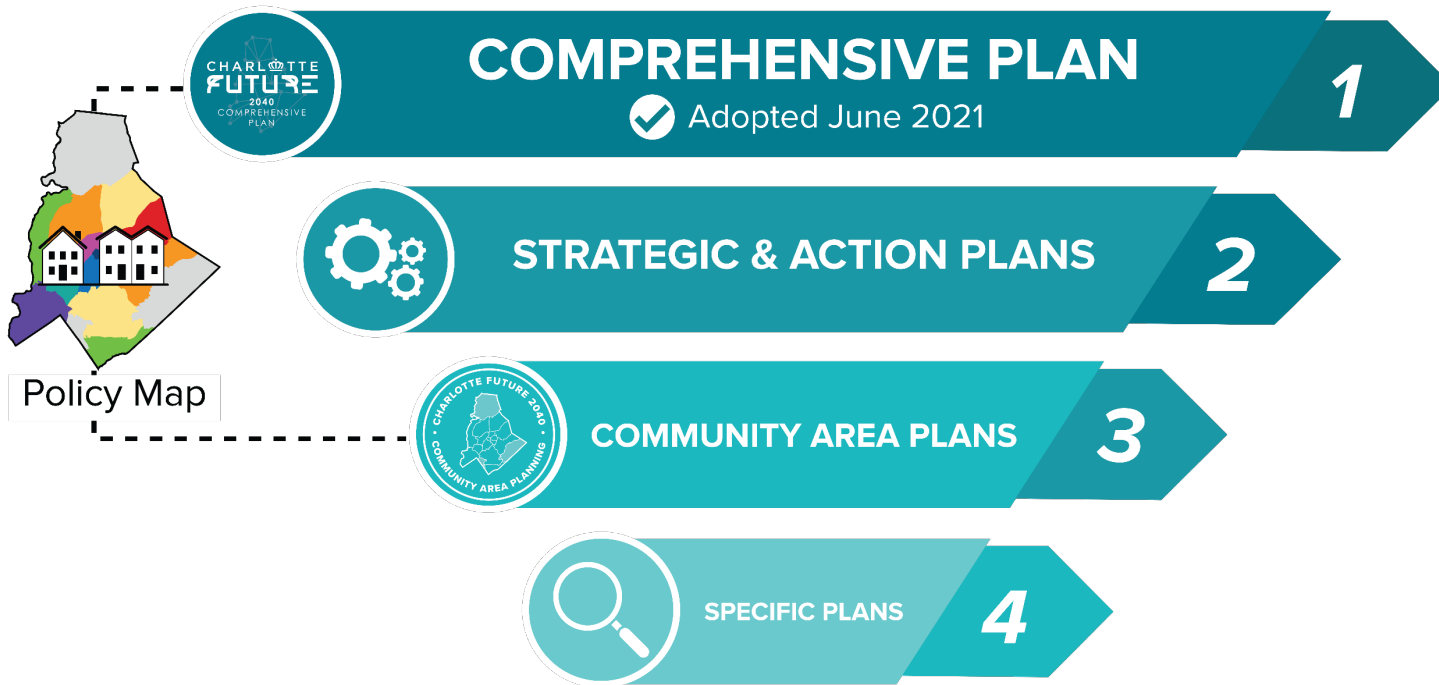 CHARLOTTE
FUTURE
2040
COMPREHENSIVE
PLAN
COMPREHENSIVE PLAN
Adopted June 2021
1
STRATEGIC & ACTION PLANS
2
Policy Map
• CHARLOTTE FUTURE 2040 •
COMMUNITY AREA PLANNING
COMMUNITY AREA PLANS
3
SPECIFIC PLANS
4